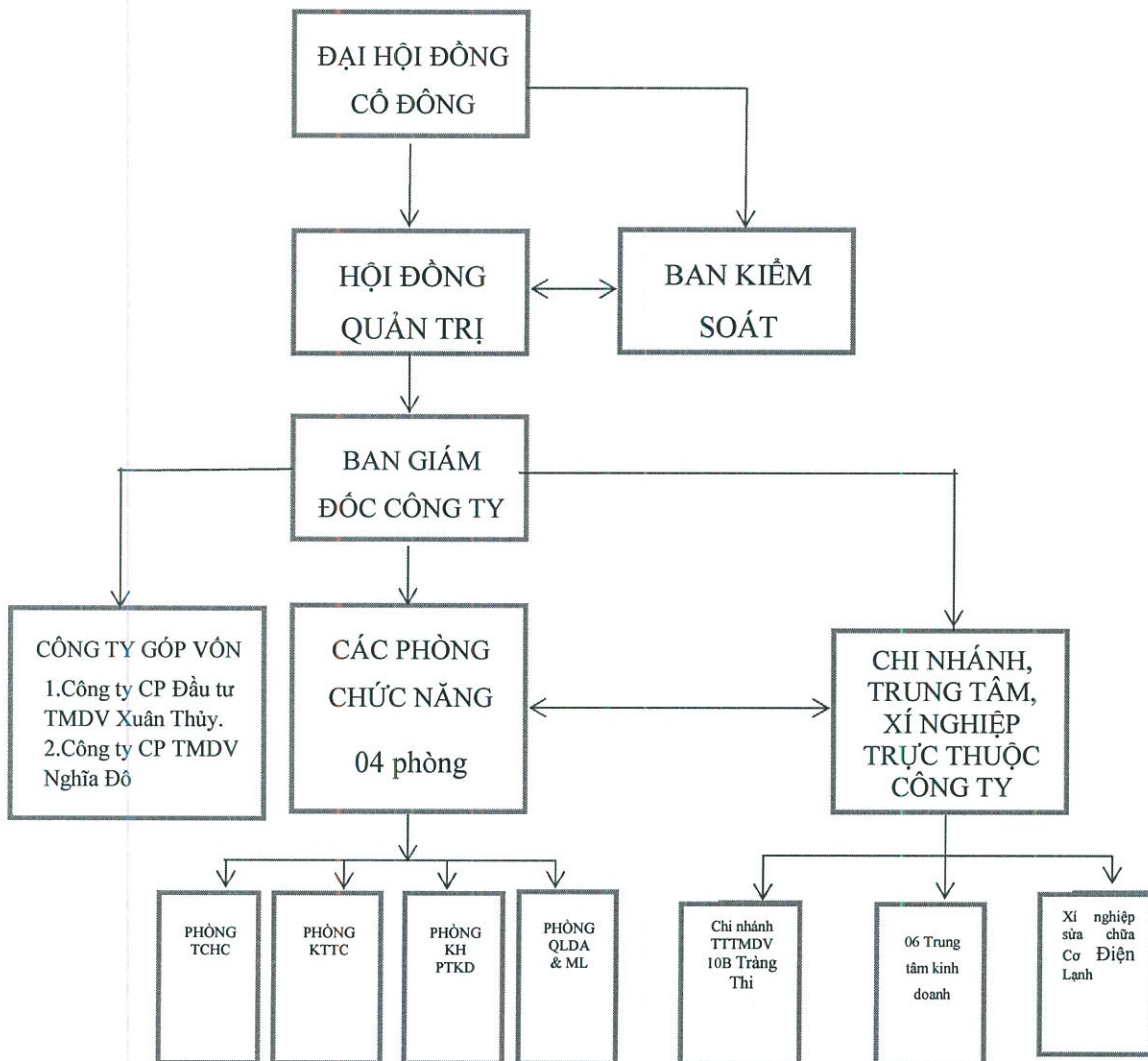 ĐẠI HỘI ĐỒNG
CỔ ĐÔNG
HỘI ĐỒNG
QUẢN TRỊ
BAN KIỂM
SOÁT
BAN GIÁM
ĐỐC CÔNG TY
CÔNG TY GÓP VỐN
1.Công ty CP Đầu tư
TMDV Xuân Thủy.
2.Công ty CP TMDV
Nghĩa Đô
CÁC PHÒNG
CHỨC NĂNG
04 phòng
CHI NHÁNH,
TRUNG TÂM,
XÍ NGHIỆP
TRỰC THUỘC
CÔNG TY
PHÒNG
TCHC
PHÒNG
KTTC
PHÒNG
KH
PTKD
PHÒNG
QLDA
& ML
Chi nhánh
TTTMDV
10B Tràng
Thi
06 Trung
tâm kinh
doanh
Xí nghiệp
sửa chữa
Cơ Điện
Lạnh